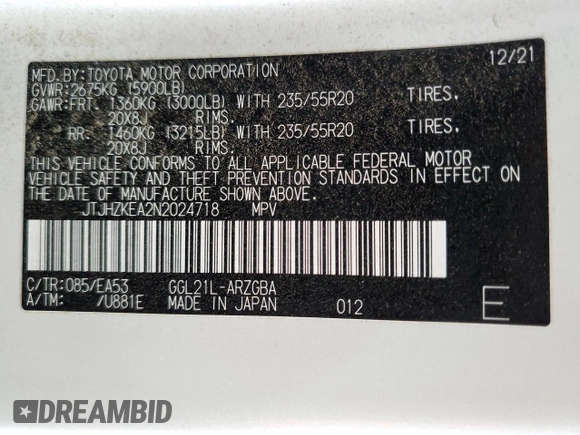 MFD.BY:TOYOTA MOTOR CORPORATION 12/21
GVWR:2675KG (5900LB)
GAWR:FRT. 1360KG (3000LB) WITH 235/55R20 TIRES.
20X8J RIMS.
RR: 1460KG (3215LB) WITH 235/55R20 TIRES.
20X8J RIMS.
THIS VEHICLE CONFORMS TO ALL APPLICABLE FEDERAL MOTOR
VEHICLE SAFETY AND THEFT PREVENTION STANDARDS IN EFFECT ON
THE DATE OF MANUFACTURE SHOWN ABOVE.
JTJHZKEA2N2024718 MPV
C/TR:085/EA53 GGL21L-ARZGBA
A/TM: /U881E MADE IN JAPAN 012 E
DREAMBID